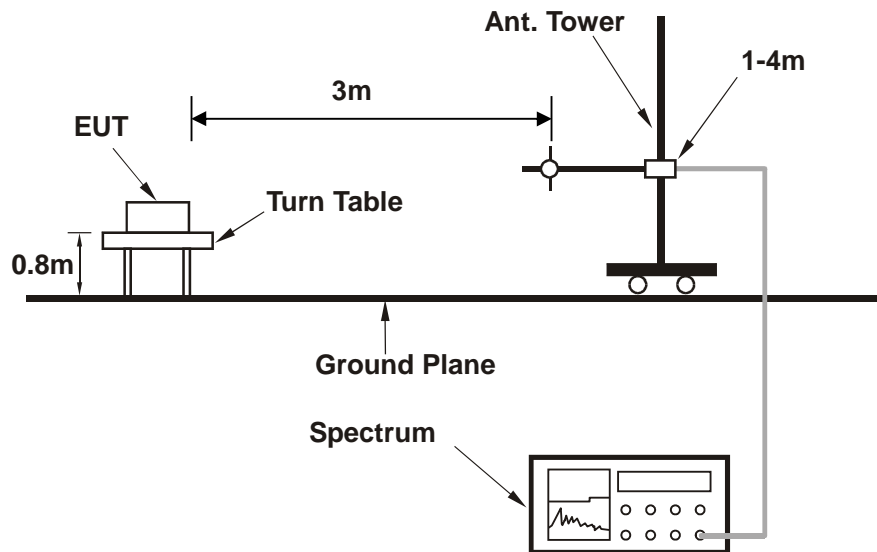 Ant. Tower
1-4m
3m
EUT
Turn Table
0.8m
Ground Plane
Spectrum